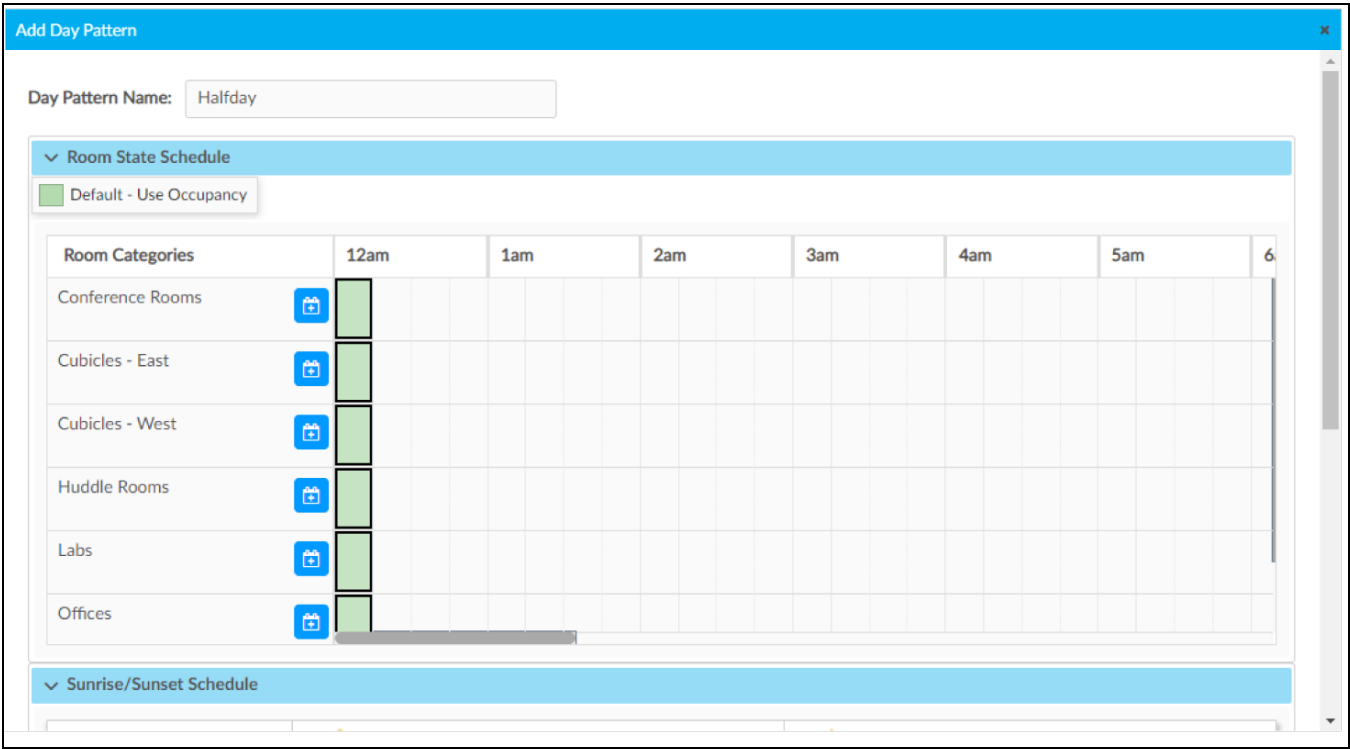 Add Day Pattern
Day Pattern Name: Halfday
Room State Schedule
Default - Use Occupancy
Room Categories 12am 1am 2am 3am 4am 5am 6
Conference Rooms
Cubicles - East
Cubicles - West
Huddle Rooms
Labs
Offices
Sunrise/Sunset Schedule